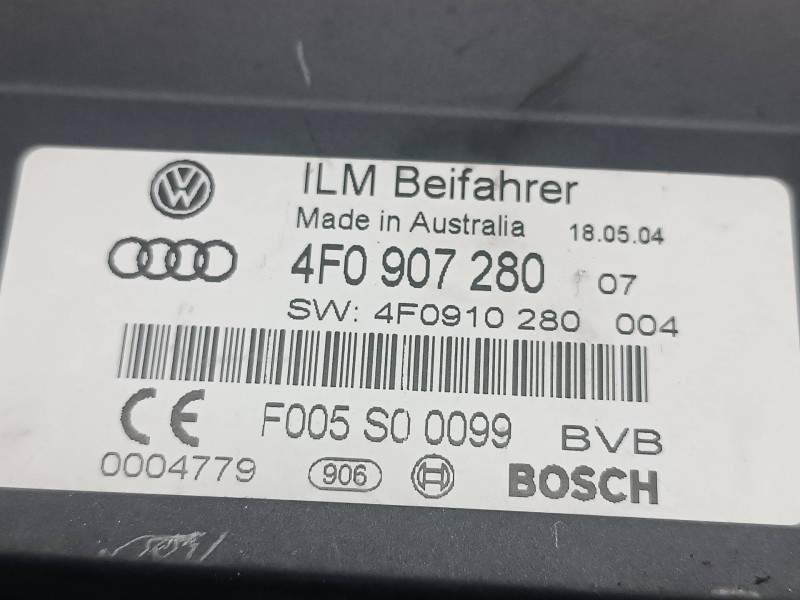 ILM Beifahrer
Made in Australia 18.05.04
4F0 907 280 07
SW: 4F0910 280 004
CE F005 S0 0099 BVB
0004779 906 BOSCH